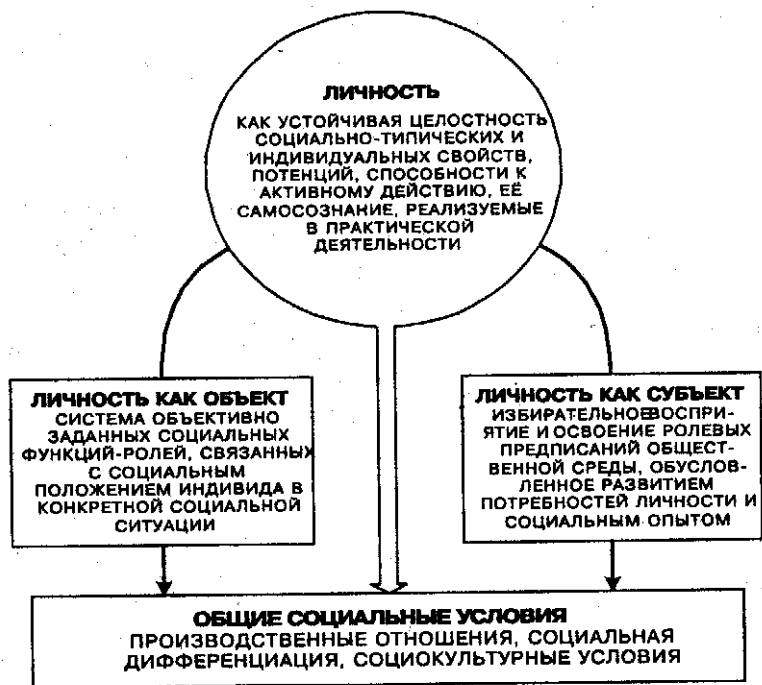 ЛИЧНОСТЬ
КАК УСТОЙЧИВАЯ ЦЕЛОСТНОСТЬ
СОЦИАЛЬНО-ТИПИЧЕСКИХ И
ИНДИВИДУАЛЬНЫХ СВОЙСТВ,
ПОТЕНЦИЙ, СПОСОБНОСТИ К
АКТИВНОМУ ДЕЙСТВИЮ, ЕЁ
САМОСОЗНАНИЕ, РЕАЛИЗУЕМЫЕ
В ПРАКТИЧЕСКОЙ
ДЕЯТЕЛЬНОСТИ
ЛИЧНОСТЬ КАК ОБЪЕКТ
СИСТЕМА ОБЪЕКТИВНО
ЗАДАННЫХ СОЦИАЛЬНЫХ
ФУНКЦИЙ-РОЛЕЙ, СВЯЗАННЫХ
С СОЦИАЛЬНЫМ
ПОЛОЖЕНИЕМ ИНДИВИДА В
КОНКРЕТНОЙ СОЦИАЛЬНОЙ
СИТУАЦИИ
ЛИЧНОСТЬ КАК СУБЪЕКТ
ИЗБИРАТЕЛЬНОЕ ВОСПРИ-
ЯТИЕ И ОСВОЕНИЕ РОЛЕВЫХ
ПРЕДПИСАНИЙ ОБЩЕСТ-
ВЕННОЙ СРЕДЫ, ОБУСЛОВ-
ЛЕННОЕ РАЗВИТИЕМ
ПОТРЕБНОСТЕЙ ЛИЧНОСТИ И
СОЦИАЛЬНЫМ ОПЫТОМ
ОБЩИЕ СОЦИАЛЬНЫЕ УСЛОВИЯ
ПРОИЗВОДСТВЕННЫЕ ОТНОШЕНИЯ, СОЦИАЛЬНАЯ
ДИФФЕРЕНЦИАЦИЯ, СОЦИОКУЛЬТУРНЫЕ УСЛОВИЯ